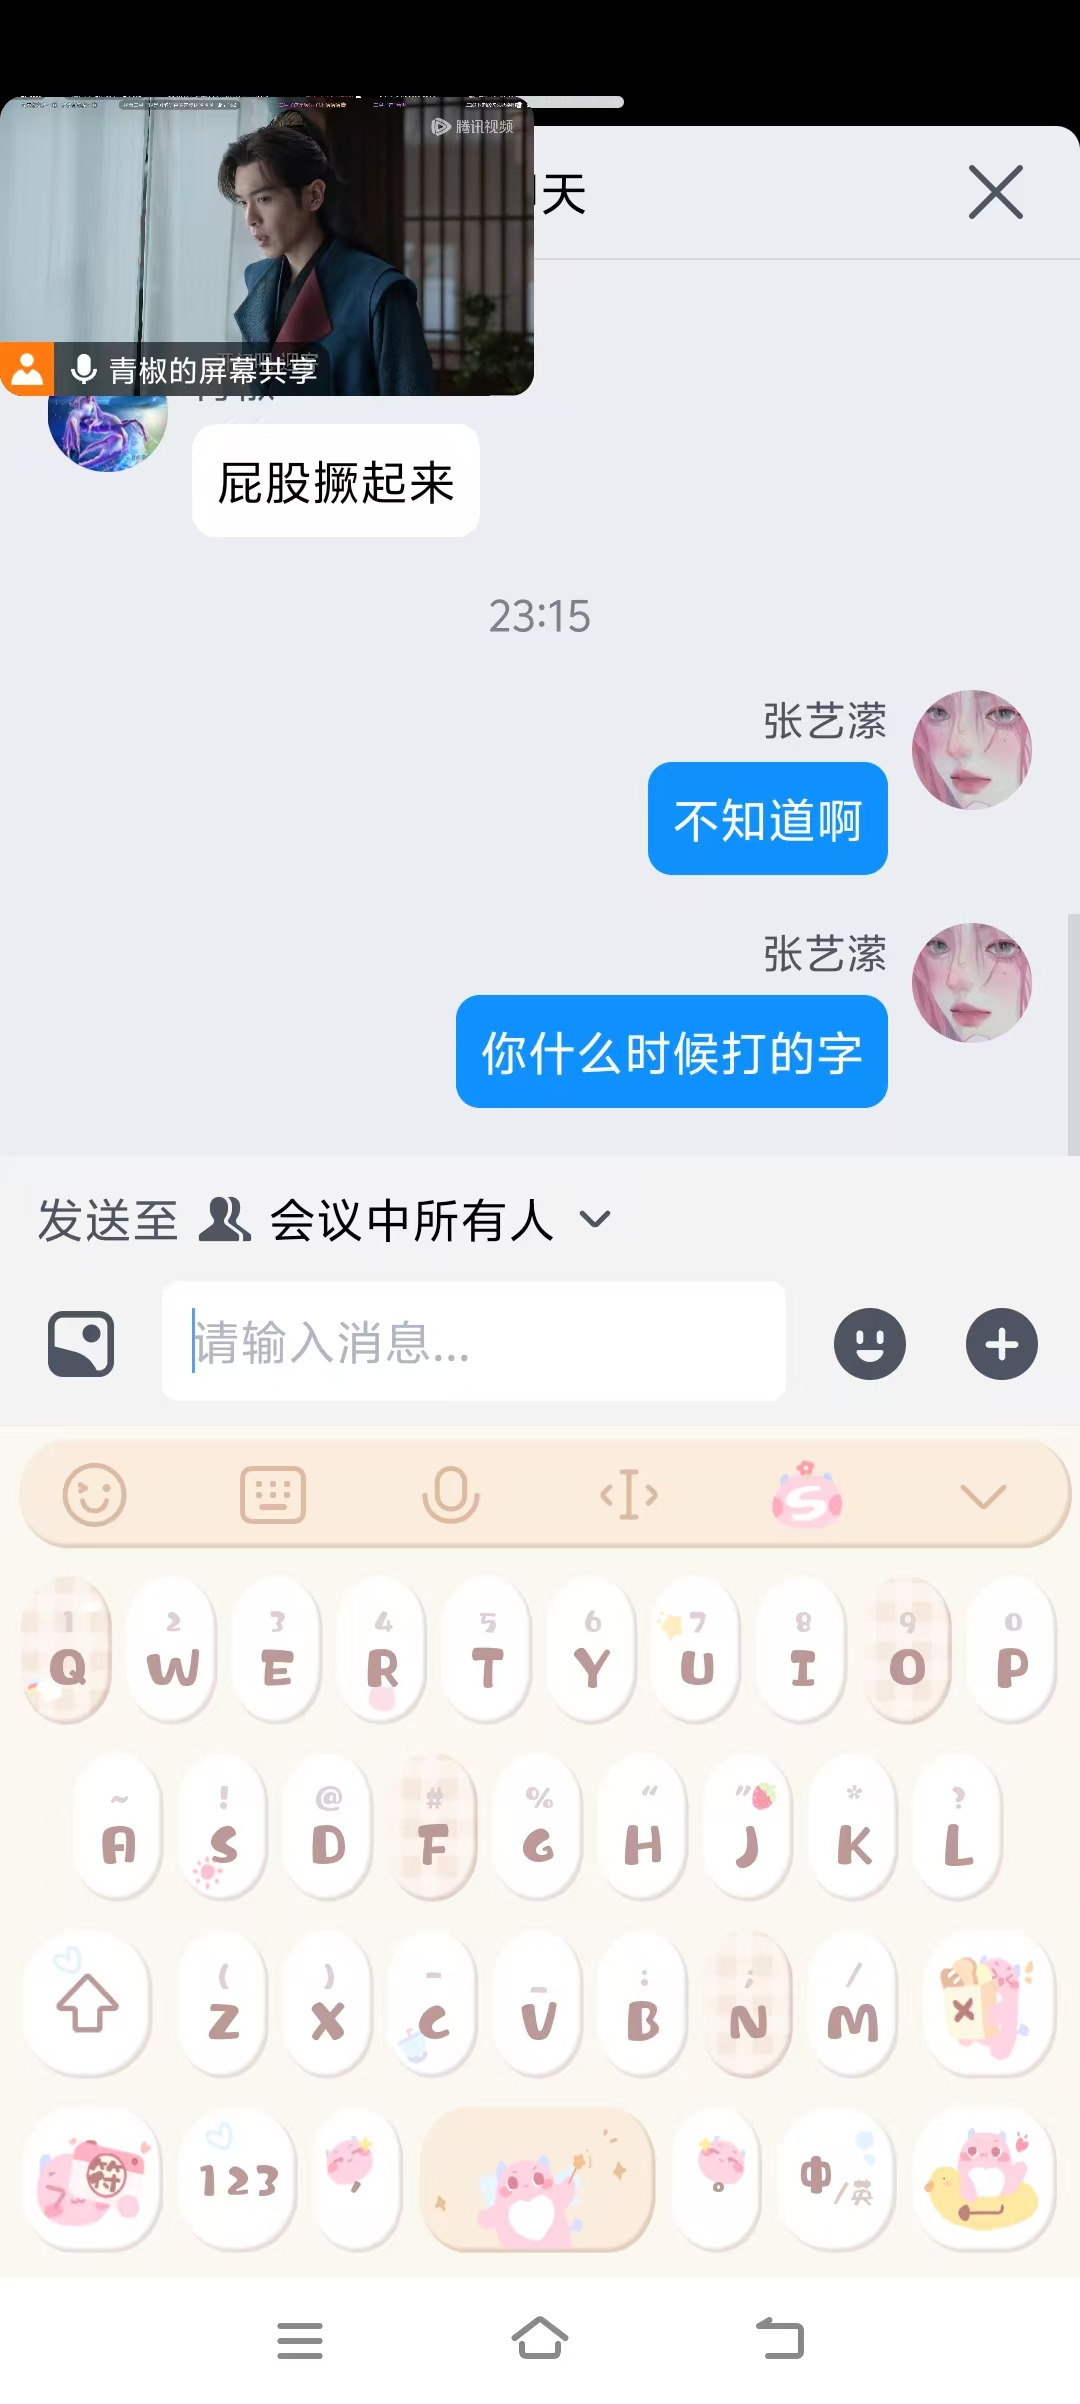 腾讯视频
天
青椒的屏幕共享
屁股撅起来
23:15
张艺潆
不知道啊
张艺潆
你什么时候打的字
发送至 会议中所有人
请输入消息...
1 2 3 4 5 6 7 8 9 0
Q W E R T Y U I O P
~ ! @ # % “ ” * ?
A S D F G H J K L
( ) - _ : ; /
Z X C V B N M
符 123 , 。 中/英